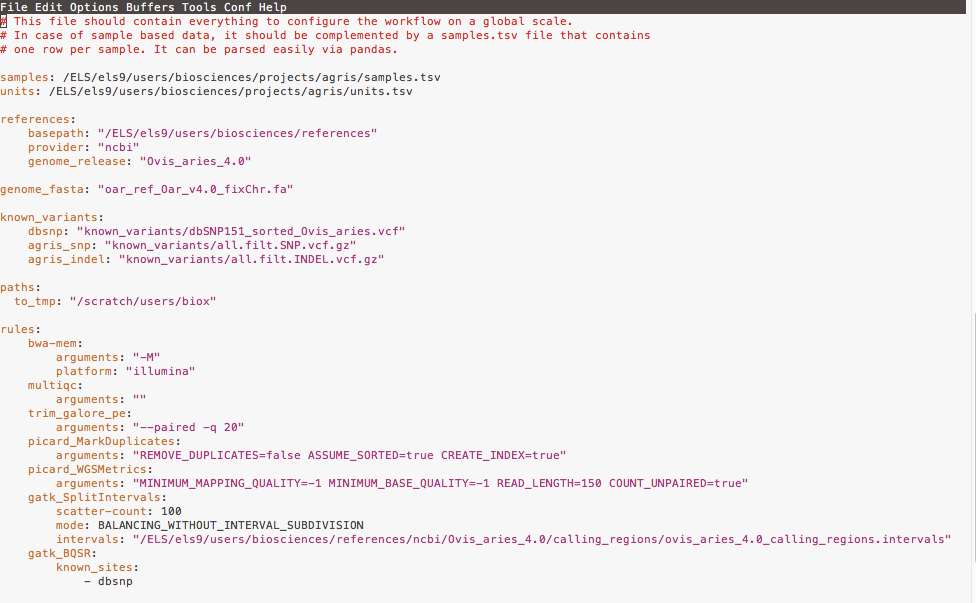 File Edit Options Buffers Tools Conf Help
# This file should contain everything to configure the workflow on a global scale.
# In case of sample based data, it should be complemented by a samples.tsv file that contains
# one row per sample. It can be parsed easily via pandas.

samples: /ELS/els9/users/biosciences/projects/agris/samples.tsv
units: /ELS/els9/users/biosciences/projects/agris/units.tsv

references:
    basepath: "/ELS/els9/users/biosciences/references"
    provider: "ncbi"
    genome_release: "Ovis_aries_4.0"

genome_fasta: "oar_ref_Oar_v4.0_fixChr.fa"

known_variants:
    dbsnp: "known_variants/dbSNP151_sorted_Ovis_aries.vcf"
    agris_snp: "known_variants/all.filt.SNP.vcf.gz"
    agris_indel: "known_variants/all.filt.INDEL.vcf.gz"

paths:
  to_tmp: "/scratch/users/biox"

rules:
    bwa-mem:
        arguments: "-M"
        platform: "illumina"
    multiqc:
        arguments: ""
    trim_galore_pe:
        arguments: "--paired -q 20"
    picard_MarkDuplicates:
        arguments: "REMOVE_DUPLICATES=false ASSUME_SORTED=true CREATE_INDEX=true"
    picard_WGSMetrics:
        arguments: "MINIMUM_MAPPING_QUALITY=-1 MINIMUM_BASE_QUALITY=-1 READ_LENGTH=150 COUNT_UNPAIRED=true"
    gatk_SplitIntervals:
        scatter-count: 100
        mode: BALANCING_WITHOUT_INTERVAL_SUBDIVISION
        intervals: "/ELS/els9/users/biosciences/references/ncbi/Ovis_aries_4.0/calling_regions/ovis_aries_4.0_calling_regions.intervals"
    gatk_BQSR:
        known_sites:
            - dbsnp